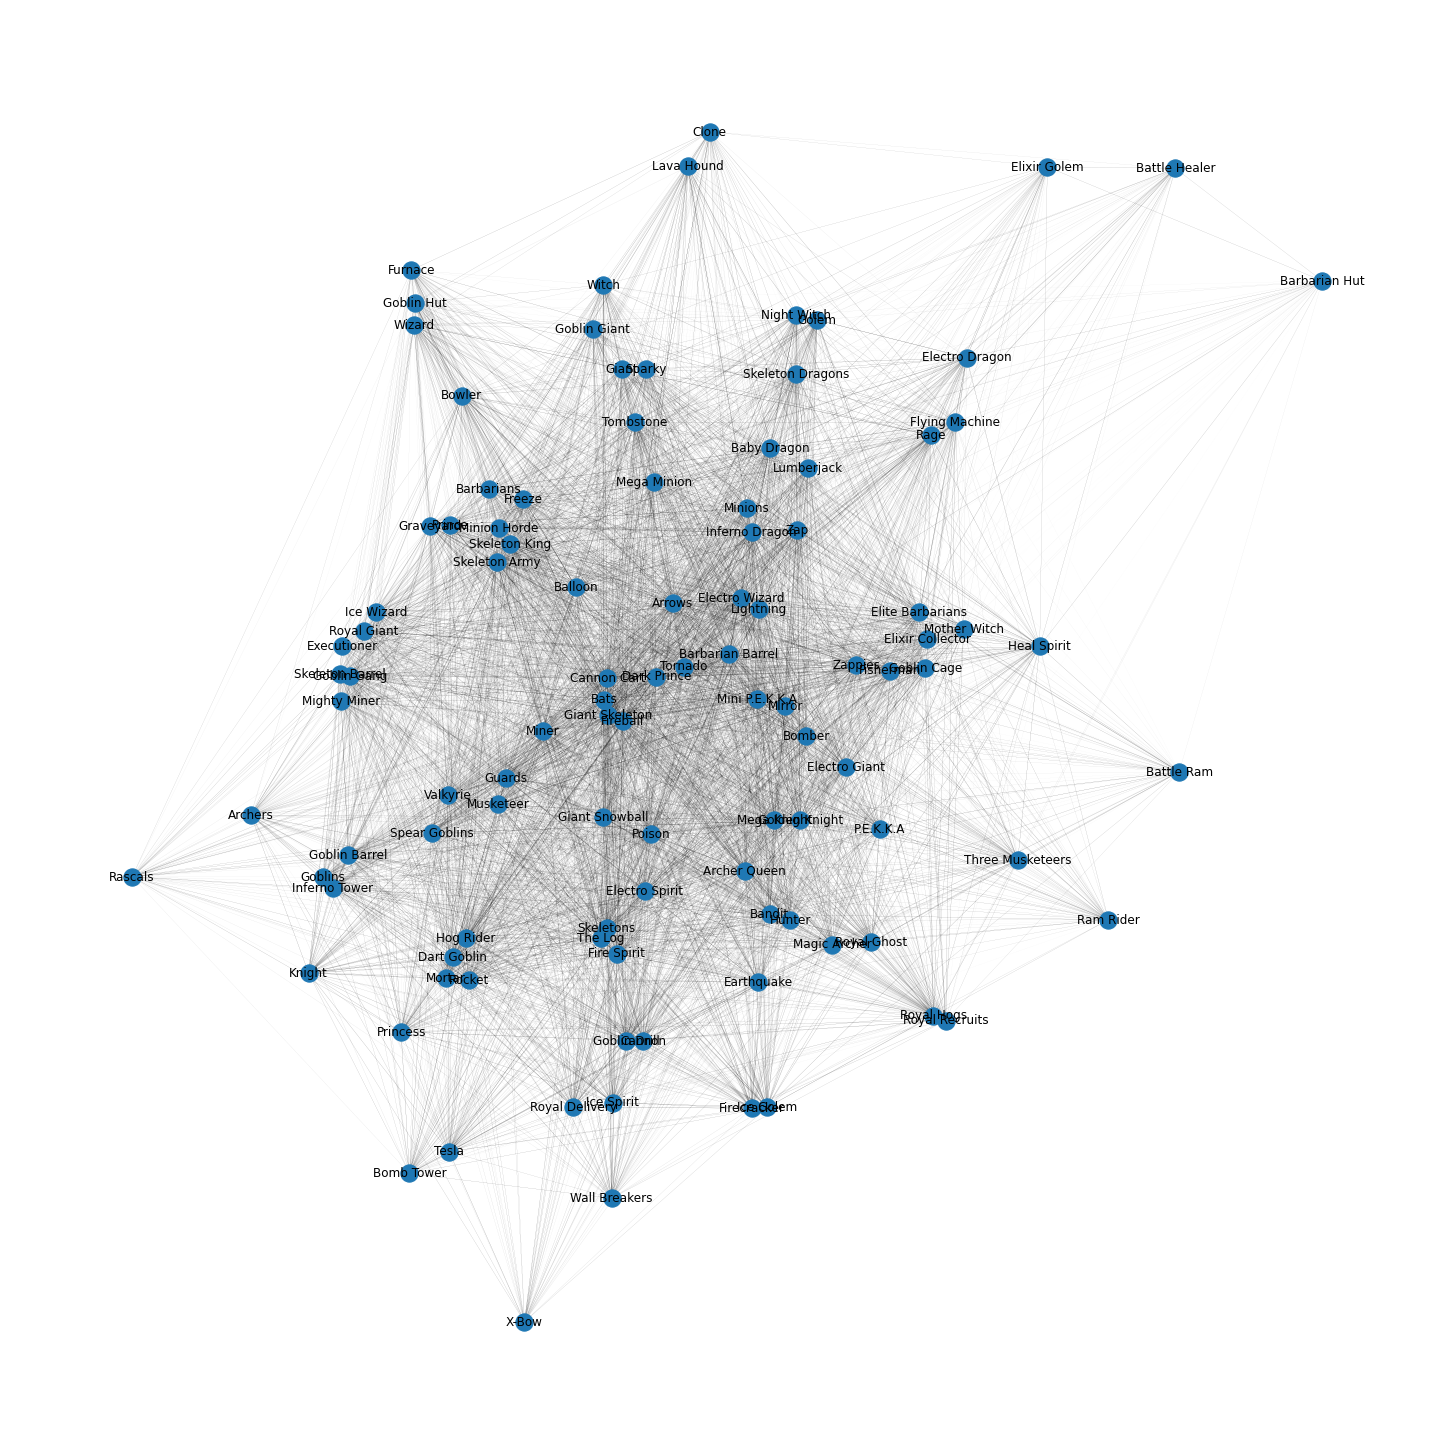 Clone
Lava Hound
Elixir Golem
Battle Healer
Furnace
Barbarian Hut
Witch
Goblin Hut
Night Witch
Golem
Wizard
Goblin Giant
Electro Dragon
Giant
Sparky
Skeleton Dragons
Bowler
Tombstone
Flying Machine
Rage
Baby Dragon
Lumberjack
Mega Minion
Barbarians
Freeze
Minions
Graveyard
Prince
Minion Horde
Inferno Dragon
Zap
Skeleton King
Skeleton Army
Balloon
Electro Wizard
Arrows
Lightning
Ice Wizard
Elite Barbarians
Royal Giant
Mother Witch
Elixir Collector
Executioner
Heal Spirit
Barbarian Barrel
Tornado
Zappies
Fisherman
Goblin Cage
Skeleton Barrel
Goblin Gang
Cannon Cart
Dark Prince
Mighty Miner
Bats
Mini P.E.K.K.A
Mirror
Giant Skeleton
Fireball
Miner
Bomber
Electro Giant
Battle Ram
Guards
Valkyrie
Musketeer
Archers
Giant Snowball
Mega Knight
Golden Knight
P.E.K.K.A
Spear Goblins
Poison
Goblin Barrel
Three Musketeers
Archer Queen
Rascals
Goblins
Inferno Tower
Electro Spirit
Bandit
Hunter
Ram Rider
Skeletons
Hog Rider
The Log
Magic Archer
Royal Ghost
Fire Spirit
Dart Goblin
Knight
Mortar
Rocket
Earthquake
Royal Hogs
Royal Recruits
Princess
Goblin Drill
Cannon
Ice Spirit
Royal Delivery
Firecracker
Ice Golem
Tesla
Bomb Tower
Wall Breakers
X-Bow